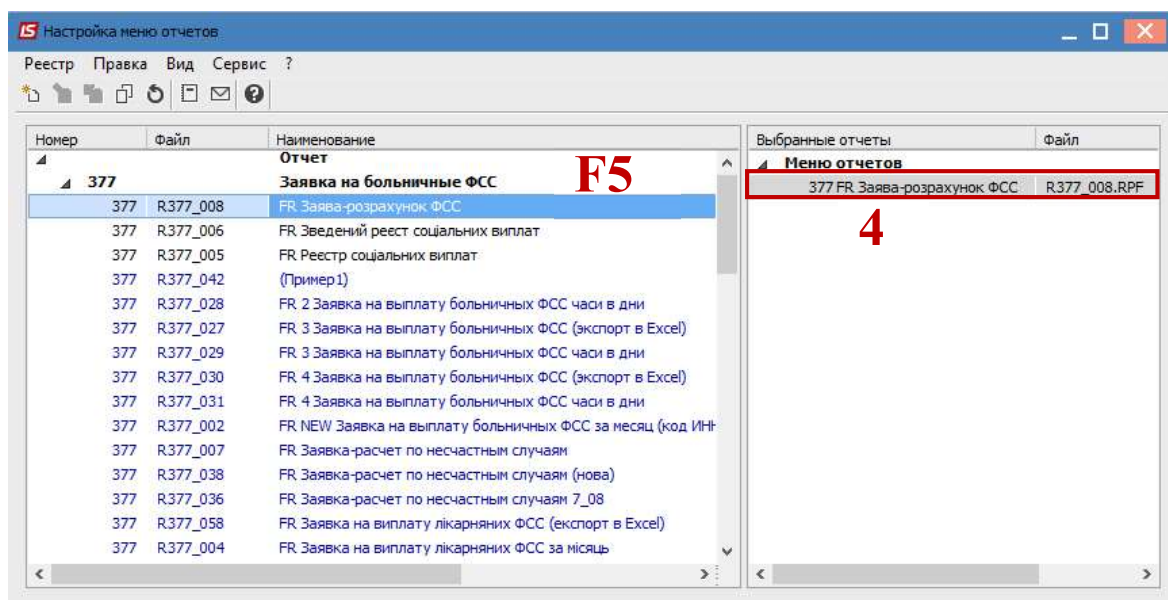 IS Настройка меню отчетов
Реестр Правка Вид Сервис ?
Номер Файл Наименование
Отчет
377 Заявка на больничные ФСС
377 R377_008 FR Заява-розрахунок ФСС
377 R377_006 FR Зведений реест соціальних виплат
377 R377_005 FR Реестр соціальних виплат
377 R377_042 (Пример1)
377 R377_028 FR 2 Заявка на выплату больничных ФСС часи в дни
377 R377_027 FR 3 Заявка на выплату больничных ФСС (экспорт в Excel)
377 R377_029 FR 3 Заявка на выплату больничных ФСС часи в дни
377 R377_030 FR 4 Заявка на выплату больничных ФСС (экспорт в Excel)
377 R377_031 FR 4 Заявка на выплату больничных ФСС часи в дни
377 R377_002 FR NEW Заявка на выплату больничных ФСС за месяц (код ИНН
377 R377_007 FR Заявка-расчет по несчастным случаям
377 R377_038 FR Заявка-расчет по несчастным случаям (нова)
377 R377_036 FR Заявка-расчет по несчастным случаям 7_08
377 R377_058 FR Заявка на виплату лікарняних ФСС (експорт в Excel)
377 R377_004 FR Заявка на виплату лікарняних ФСС за місяць
F5
Выбранные отчеты Файл
Меню отчетов
377 FR Заява-розрахунок ФСС R377_008.RPF
4